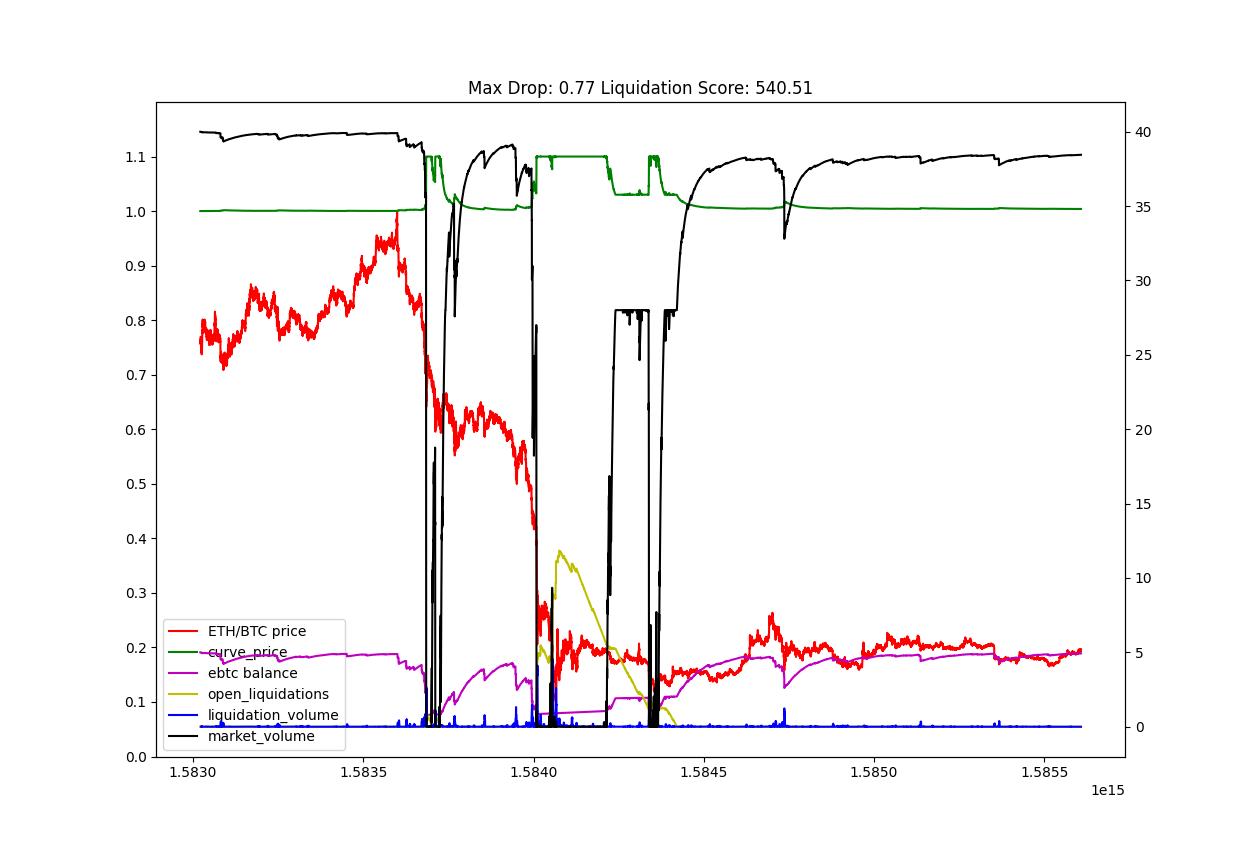 Max Drop: 0.77 Liquidation Score: 540.51
1.1
1.0
0.9
0.8
0.7
0.6
0.5
0.4
0.3
0.2
0.1
0.0
40
35
30
25
20
15
10
5
0
ETH/BTC price
curve_price
ebtc balance
open_liquidations
liquidation_volume
market_volume
1.5830 1.5835 1.5840 1.5845 1.5850 1.5855
1e15